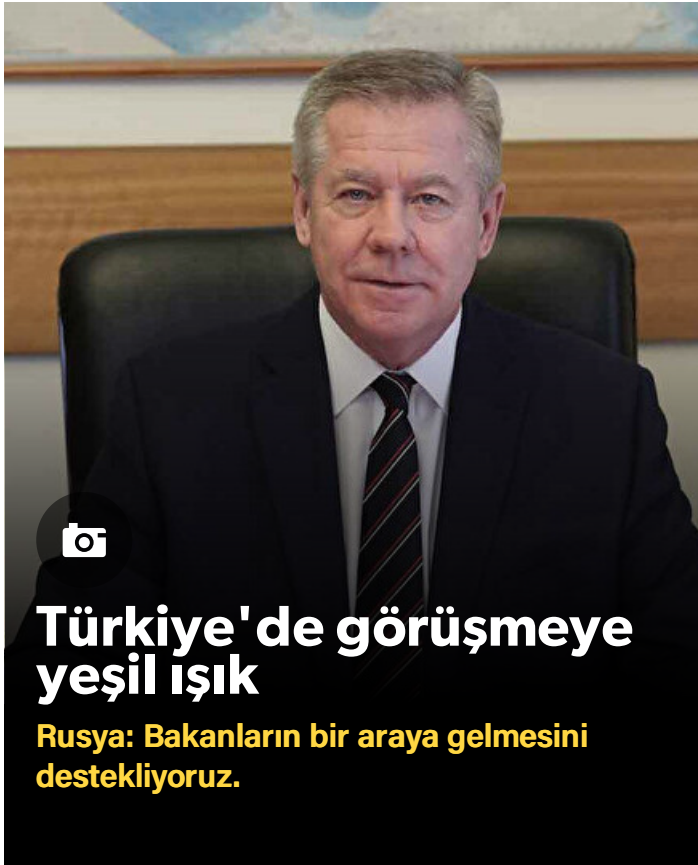 Türkiye'de görüşmeye
yeşil ışık
Rusya: Bakanların bir araya gelmesini
destekliyoruz.